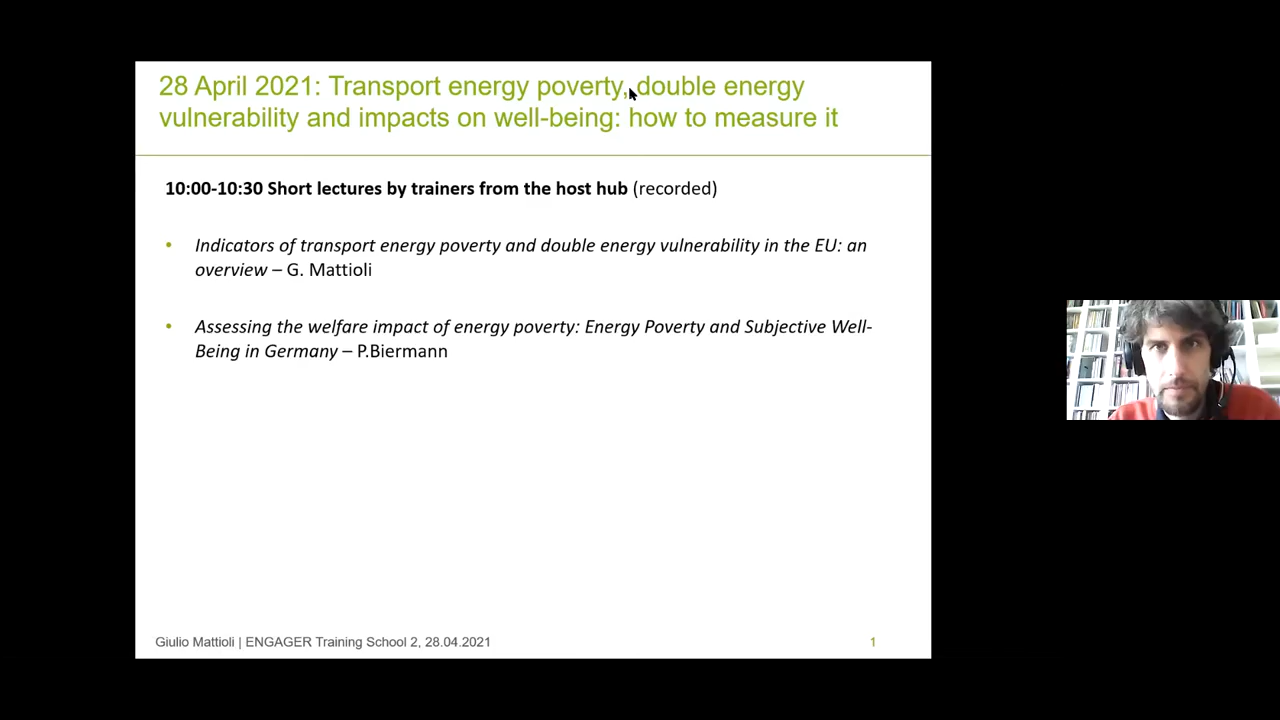 28 April 2021: Transport energy poverty, double energy
vulnerability and impacts on well-being: how to measure it
10:00-10:30 Short lectures by trainers from the host hub (recorded)
• Indicators of transport energy poverty and double energy vulnerability in the EU: an
overview – G. Mattioli
• Assessing the welfare impact of energy poverty: Energy Poverty and Subjective Well-
Being in Germany – P.Biermann
Giulio Mattioli | ENGAGER Training School 2, 28.04.2021
1